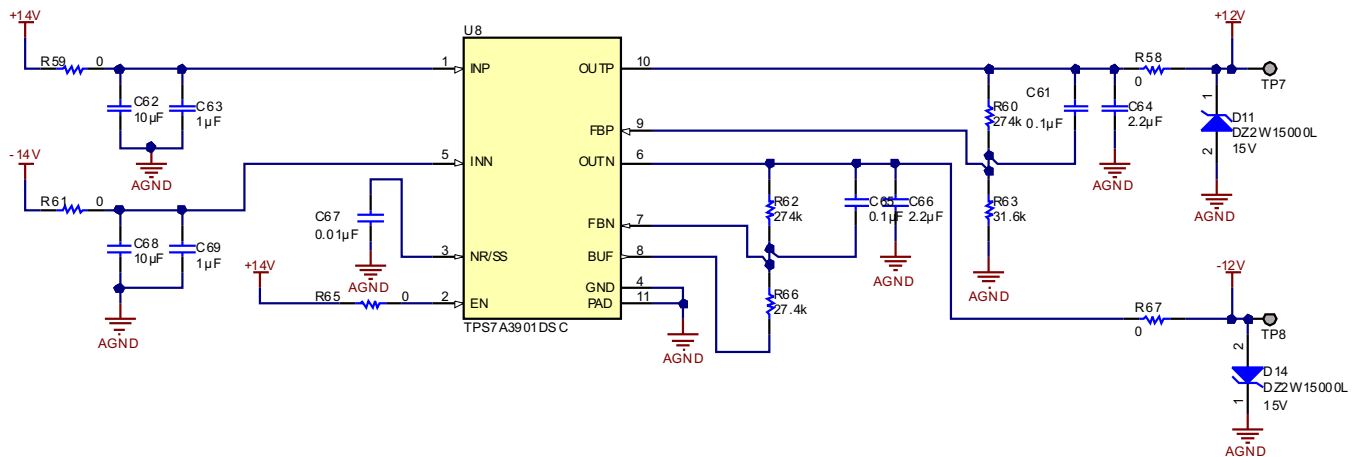 +14V
R59 0
C62
10µF
C63
1µF
AGND
-14V
R61 0
C68
10µF
C69
1µF
AGND
C67
0.01µF
AGND
+14V
R65 0
U8
1 INP
5 INN
3 NR/SS
2 EN
OUTP 10
FBP 9
OUTN 6
FBN 7
BUF 8
GND 4
PAD 11
TPS7A3901DSC
AGND
R62
274k
R66
27.4k
C65
0.1µF
C66
2.2µF
AGND
R60
274k
R63
31.6k
AGND
C61
0.1µF
C64
2.2µF
AGND
R58
0
+12V
TP7
1
D11
DZ2W15000L
2
15V
AGND
R67
0
-12V
TP8
2
D14
DZ2W15000L
1
15V
AGND